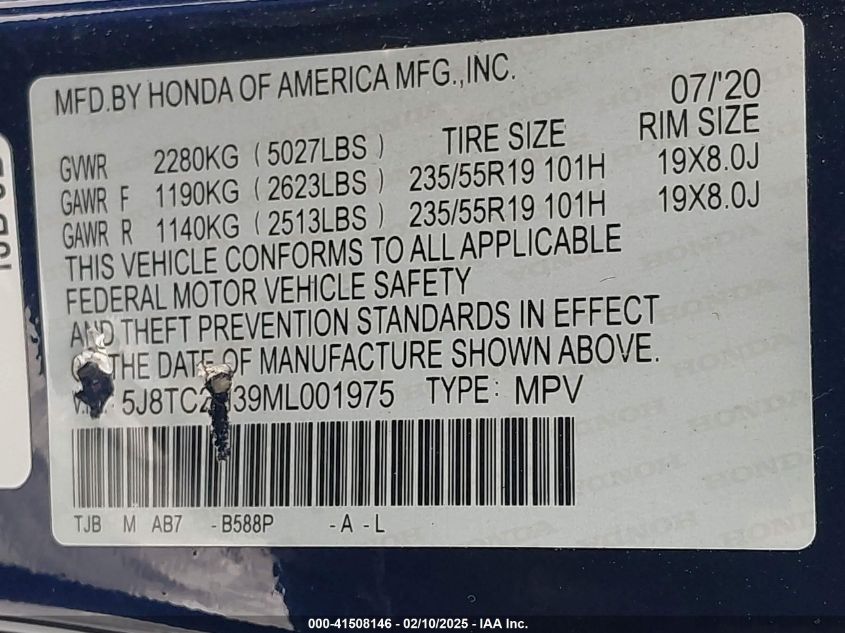 MFD.BY HONDA OF AMERICA MFG.,INC.
07/'20
TIRE SIZE RIM SIZE
GVWR 2280KG (5027LBS)
GAWR F 1190KG (2623LBS) 235/55R19 101H 19X8.0J
GAWR R 1140KG (2513LBS) 235/55R19 101H 19X8.0J
THIS VEHICLE CONFORMS TO ALL APPLICABLE
FEDERAL MOTOR VEHICLE SAFETY
AND THEFT PREVENTION STANDARDS IN EFFECT
THE DATE OF MANUFACTURE SHOWN ABOVE.
TYPE: MPV
TJB M AB7 -B588P -A -L
000-41508146 - 02/10/2025 - IAA Inc.